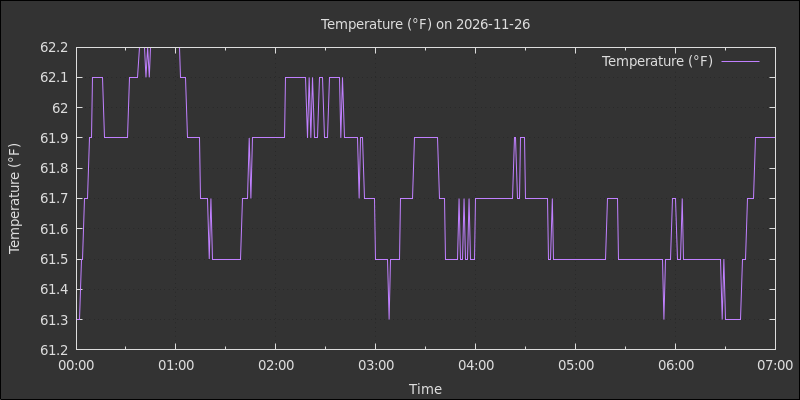 Temperature (°F) on 2026-11-26
Temperature (°F)
62.2
62.1
62
61.9
61.8
61.7
61.6
61.5
61.4
61.3
61.2
Temperature (°F)
00:00 01:00 02:00 03:00 04:00 05:00 06:00 07:00
Time